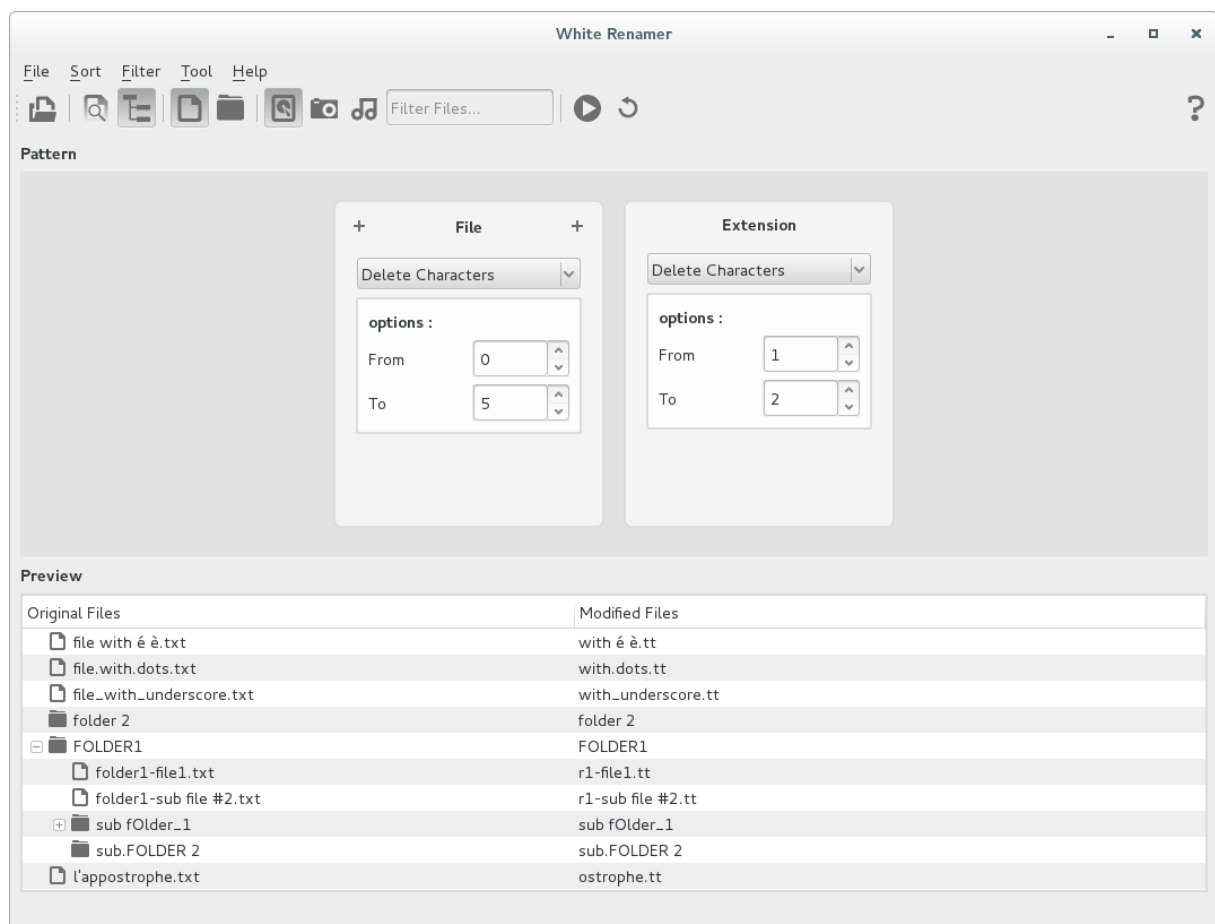 White Renamer
File Sort Filter Tool Help
Filter Files...
?
Pattern
+ File +
Delete Characters
options :
From 0
To 5
Extension
Delete Characters
options :
From 1
To 2
Preview
Original Files Modified Files
file with é è.txt with é è.tt
file.with.dots.txt with.dots.tt
file_with_underscore.txt with_underscore.tt
folder 2 folder 2
FOLDER1 FOLDER1
folder1-file1.txt r1-file1.tt
folder1-sub file #2.txt r1-sub file #2.tt
sub fOlder_1 sub fOlder_1
sub.FOLDER 2 sub.FOLDER 2
l'appostrophe.txt ostrophe.tt